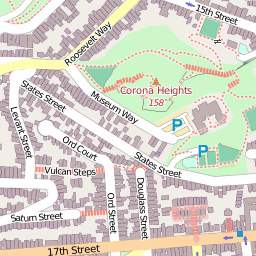 15th Street
Roosevelt Way
Corona Heights
158
States Street
Museum Way
P
Levant Street
Ord Court
States Street
P
Vulcan Steps
Douglass Street
Ord Street
Saturn Street
17th Street